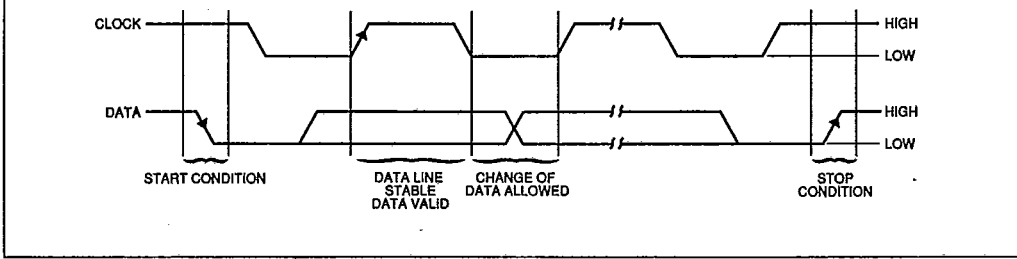 CLOCK
HIGH
LOW
DATA
HIGH
LOW
START CONDITION
DATA LINE
STABLE
DATA VALID
CHANGE OF
DATA ALLOWED
STOP
CONDITION